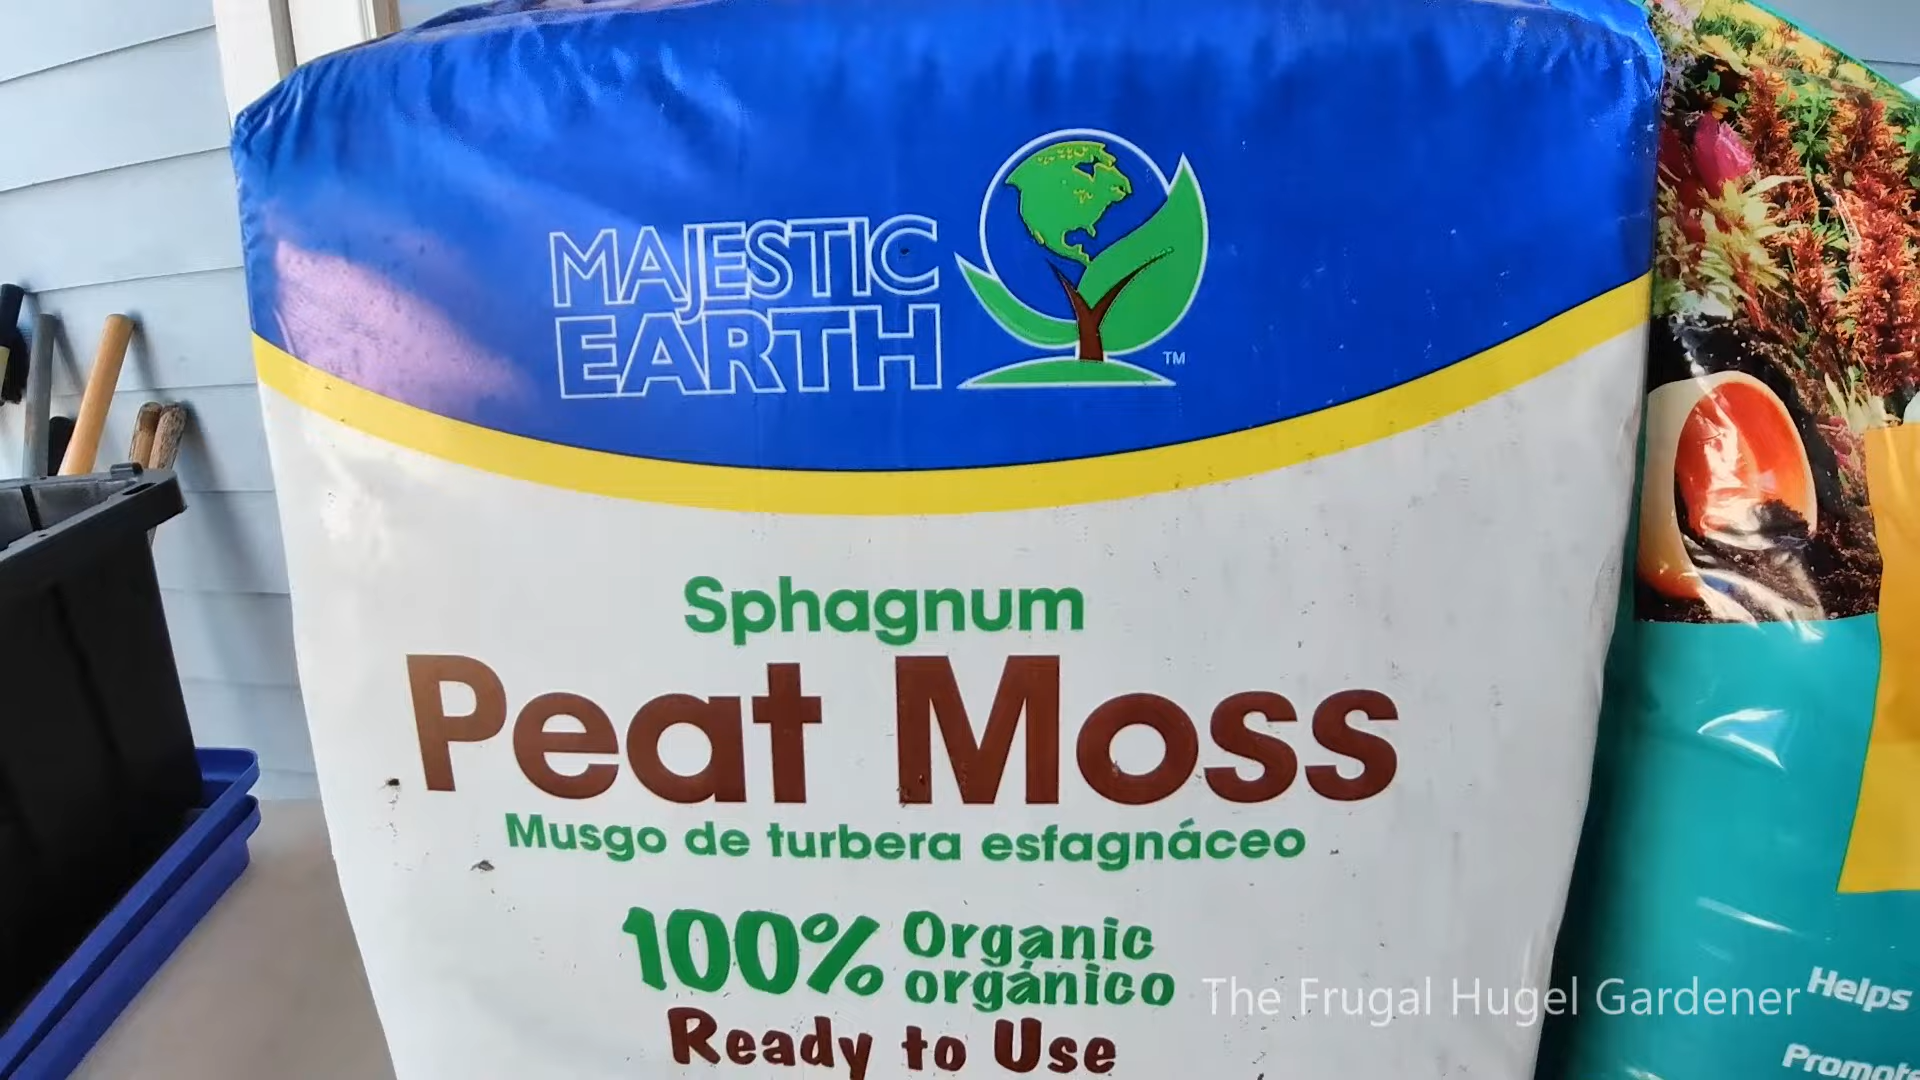 MAJESTIC
EARTH
TM
Sphagnum
Peat Moss
Musgo de turbera esfagnáceo
100% Organic
orgánico
Ready to Use
The Frugal Hugel Gardener
Helps